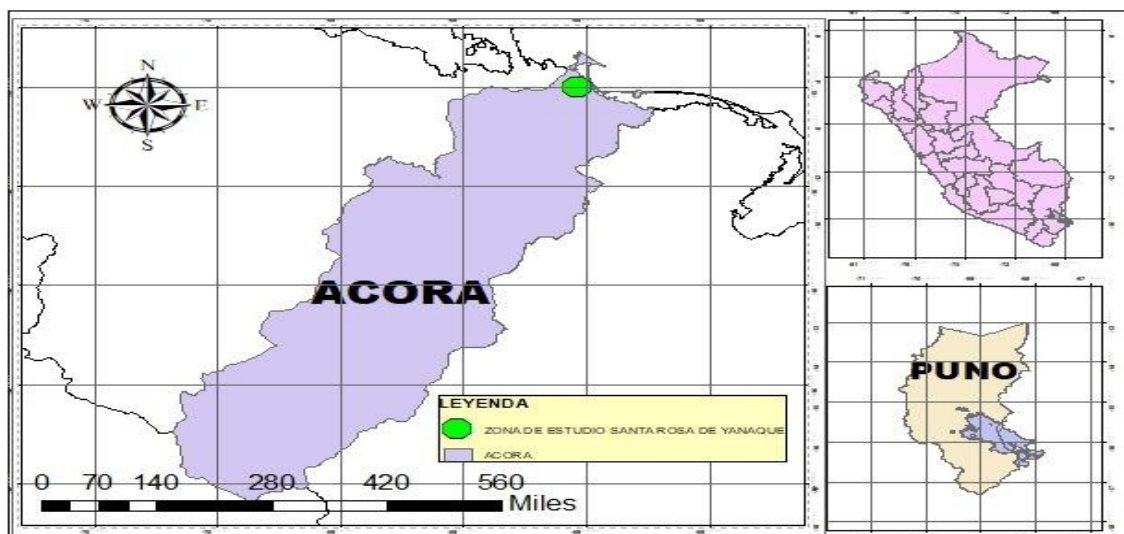 N
W E
S
ACORA
LEYENDA
ZONA DE ESTUDIO SANTA ROSA DE YANAQUE
ACORA
0 70 140 280 420 560
Miles
PUNO